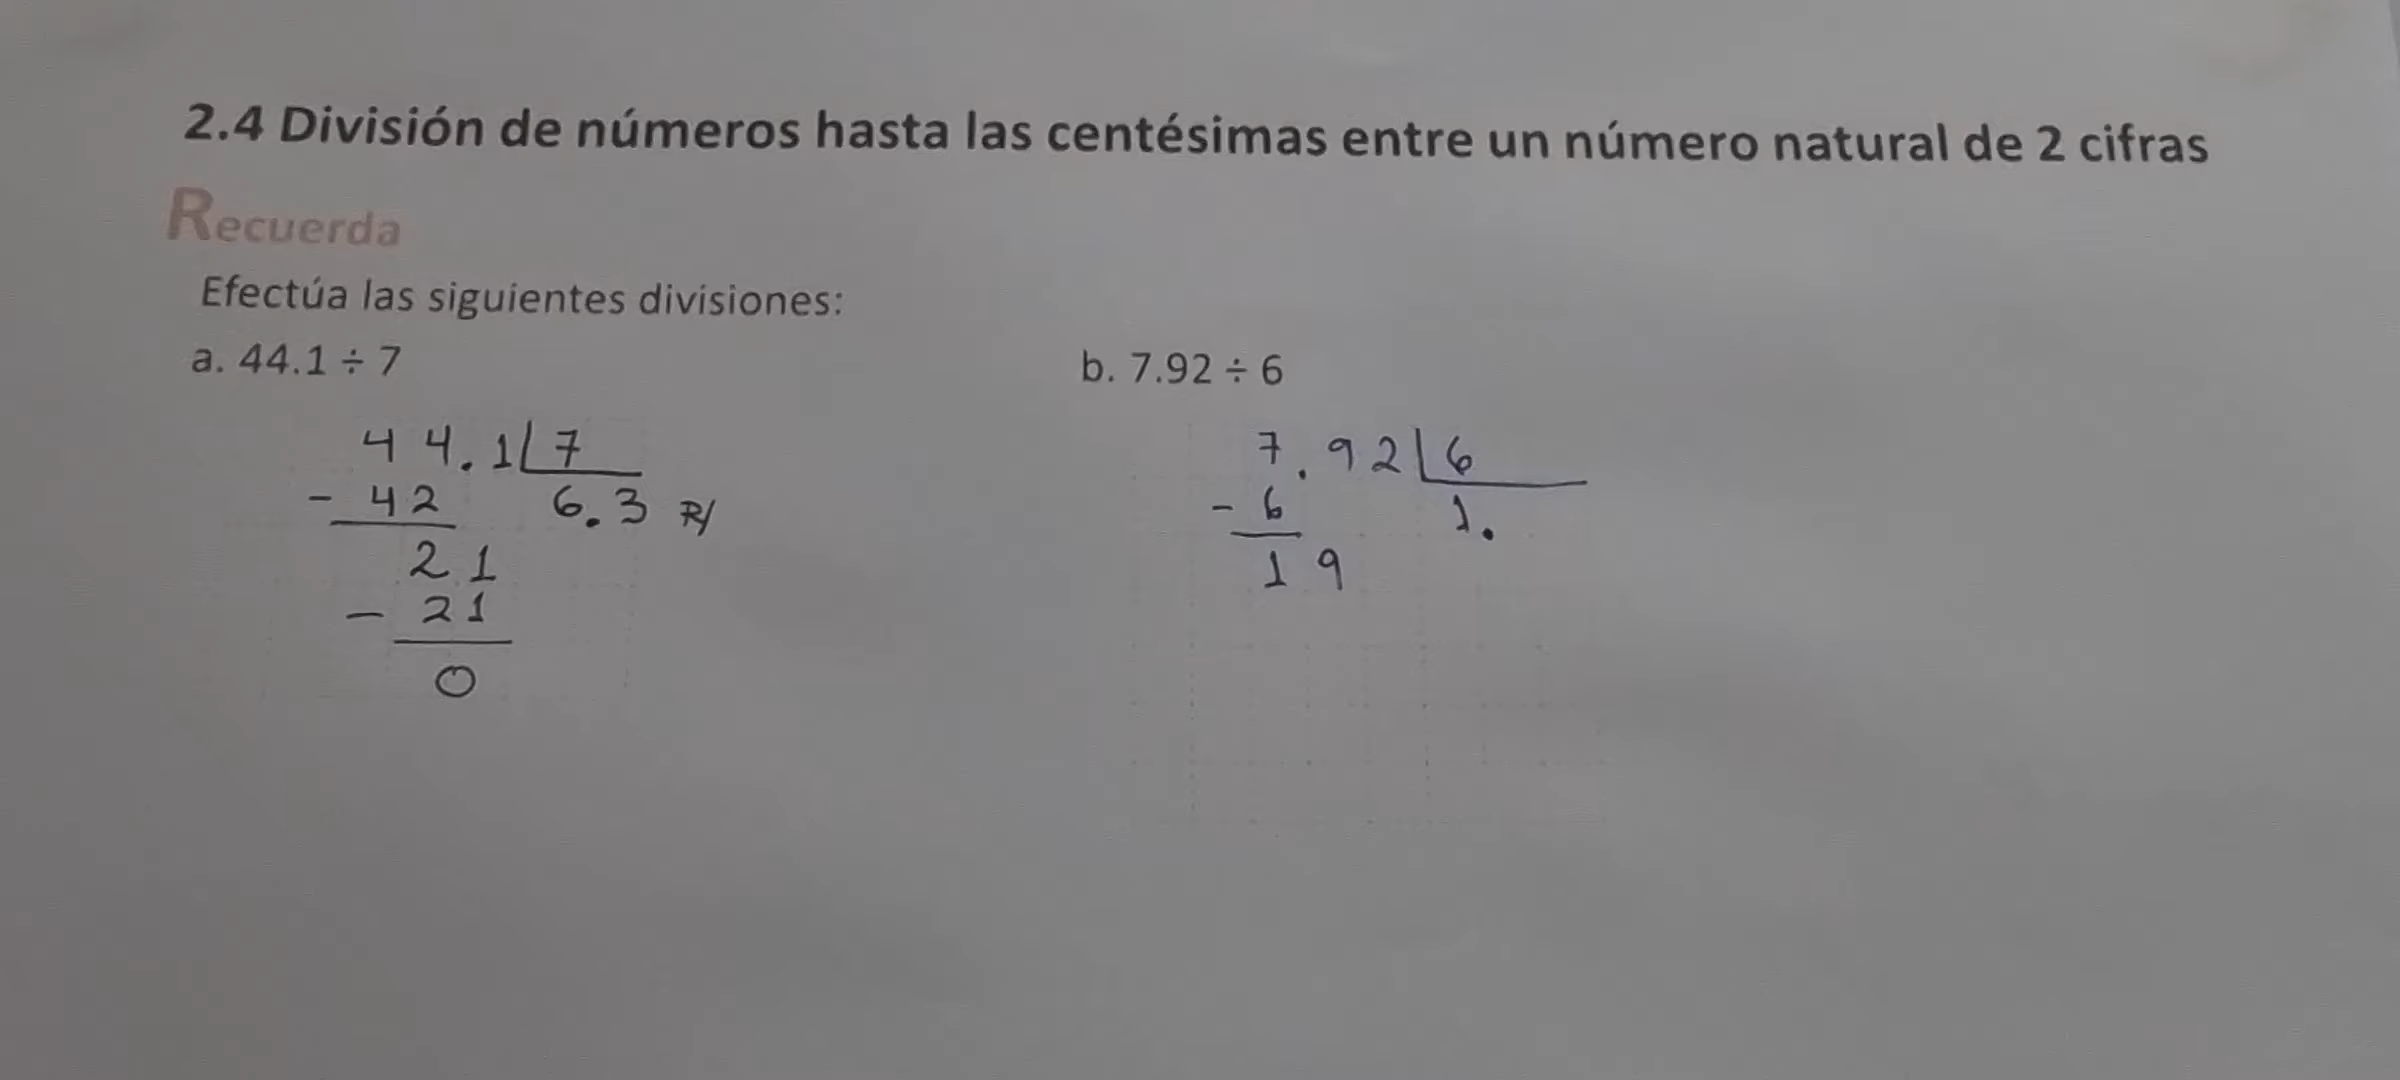 2.4 División de números hasta las centésimas entre un número natural de 2 cifras
Recuerda
Efectúa las siguientes divisiones:
a. 44.1 ÷ 7
44.1 7
- 42 6.3 R/
21
- 21
0
b. 7.92 ÷ 6
7.92 6
- 6 1.
19